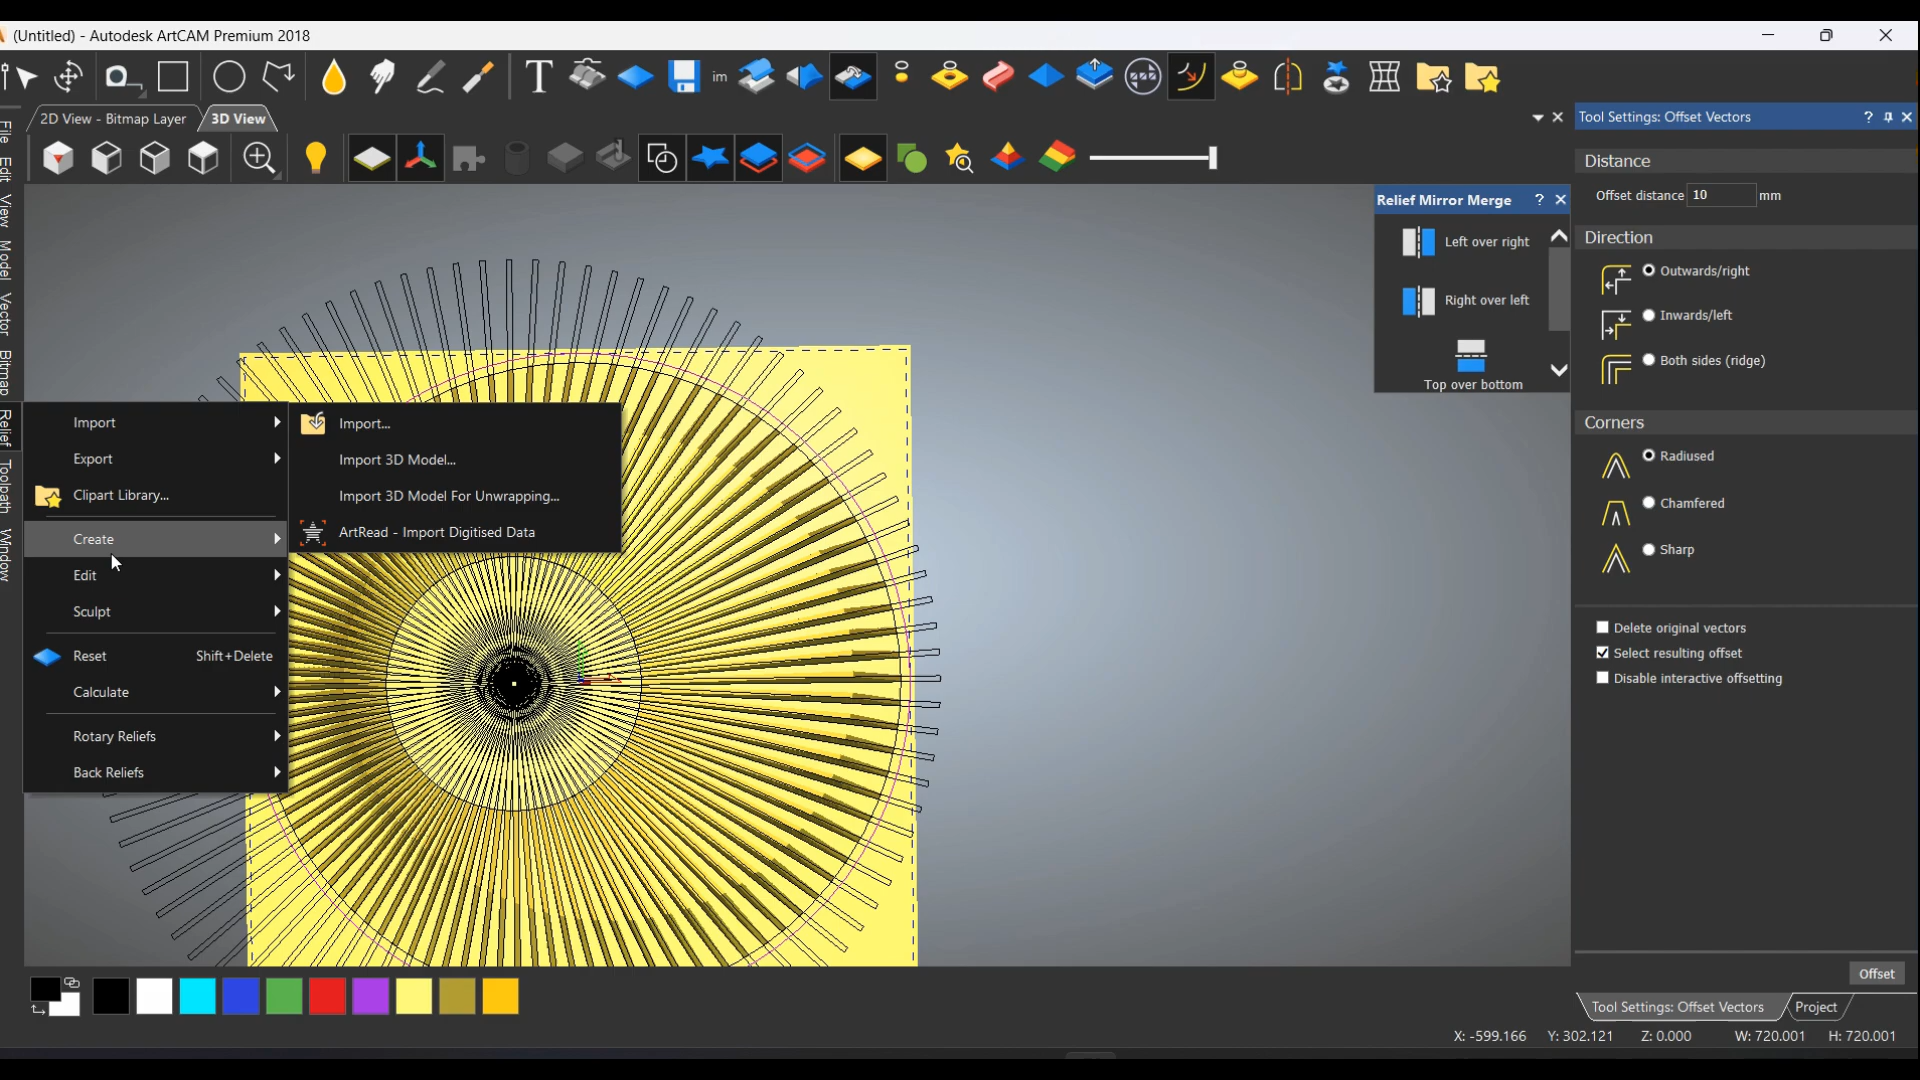 (Untitled) - Autodesk ArtCAM Premium 2018
im
2D View - Bitmap Layer
3D View
Tool Settings: Offset Vectors
File
Edit
View
Model
Vector
Bitmap
Relief
Toolpath
Window
Relief Mirror Merge
Left over right
Right over left
Top over bottom
Distance
Offset distance 10 mm
Direction
Outwards/right
Inwards/left
Both sides (ridge)
Corners
Radiused
Chamfered
Sharp
Delete original vectors
Select resulting offset
Disable interactive offsetting
Offset
Import
Export
Clipart Library...
Create
Edit
Sculpt
Reset Shift+Delete
Calculate
Rotary Reliefs
Back Reliefs
Import...
Import 3D Model...
Import 3D Model For Unwrapping...
ArtRead - Import Digitised Data
Tool Settings: Offset Vectors
Project
X: -599.166 Y: 302.121 Z: 0.000 W: 720.001 H: 720.001